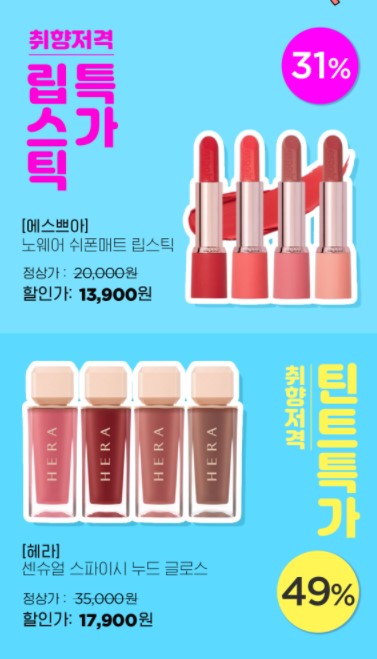 취향저격
립스틱
특가
31%
[에스쁘아]
노웨어 쉬폰매트 립스틱
정상가 : 20,000원
할인가: 13,900원
HERA
HERA
HERA
HERA
취향저격
틴트특가
[헤라]
센슈얼 스파이시 누드 글로스
정상가 : 35,000원
할인가: 17,900원
49%